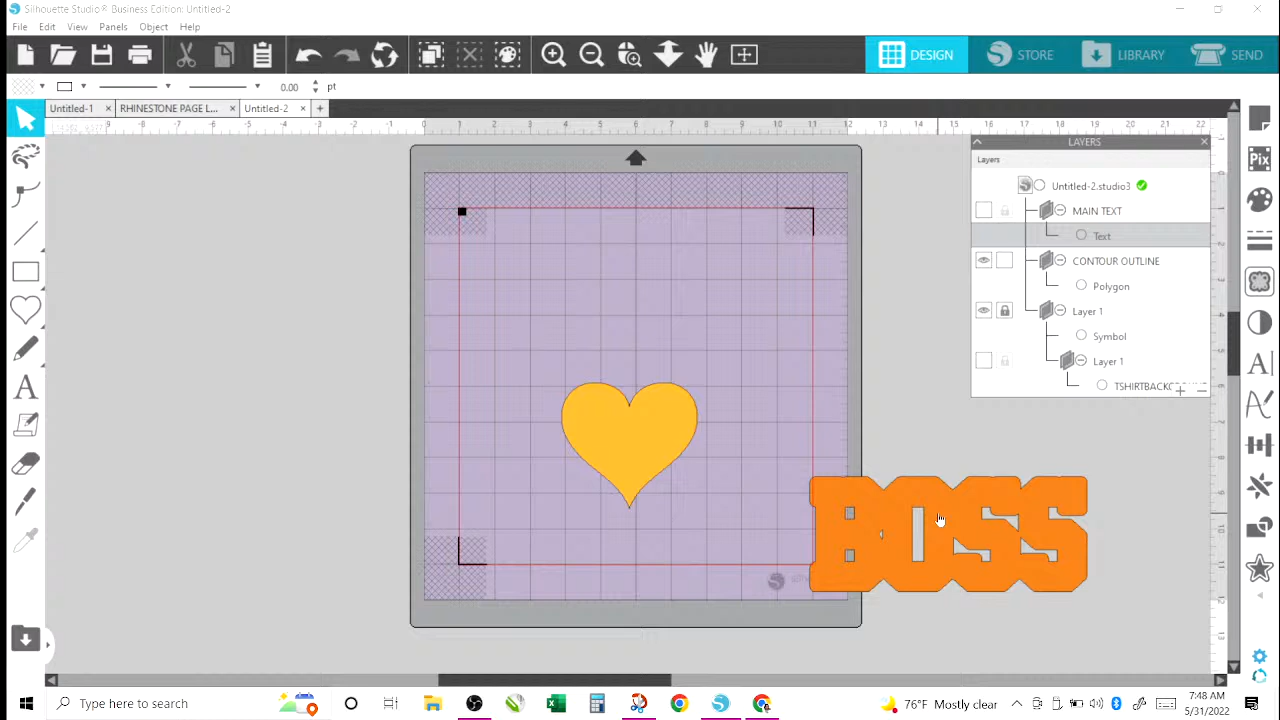 Silhouette Studio® Business Edition: Untitled-2
File Edit View Panels Object Help
DESIGN STORE LIBRARY SEND
0.00 pt
Untitled-1 RHINESTONE PAGE L... Untitled-2
LAYERS
Layers
Untitled-2.studio3
MAIN TEXT
Text
CONTOUR OUTLINE
Polygon
Layer 1
Symbol
Layer 1
BOSS
Type here to search
76°F Mostly clear
7:48 AM
5/31/2022